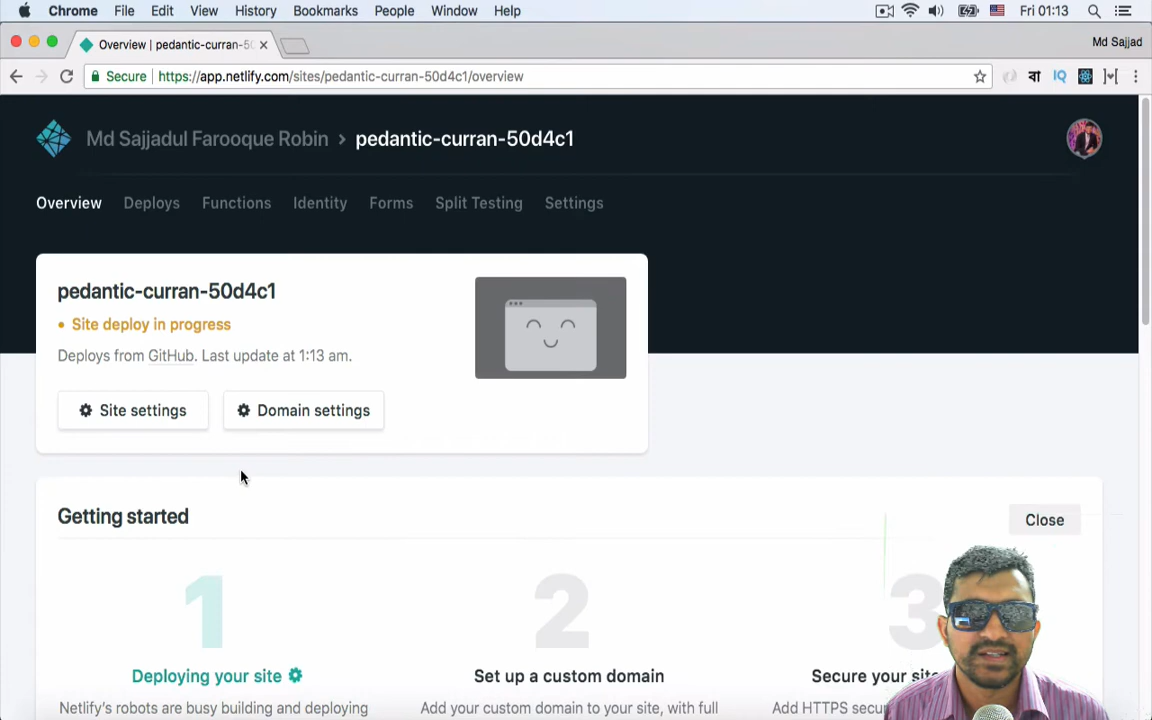 Chrome File Edit View History Bookmarks People Window Help Fri 01:13
Overview | pedantic-curran-50
Md Sajjad
Secure https://app.netlify.com/sites/pedantic-curran-50d4c1/overview বা IQ
Md Sajjadul Farooque Robin > pedantic-curran-50d4c1
Overview Deploys Functions Identity Forms Split Testing Settings
pedantic-curran-50d4c1
• Site deploy in progress
Deploys from GitHub. Last update at 1:13 am.
Site settings Domain settings
Getting started
Close
1 2 3
Deploying your site Set up a custom domain Secure your
Netlify's robots are busy building and deploying Add your custom domain to your site, with full Add HTTPS